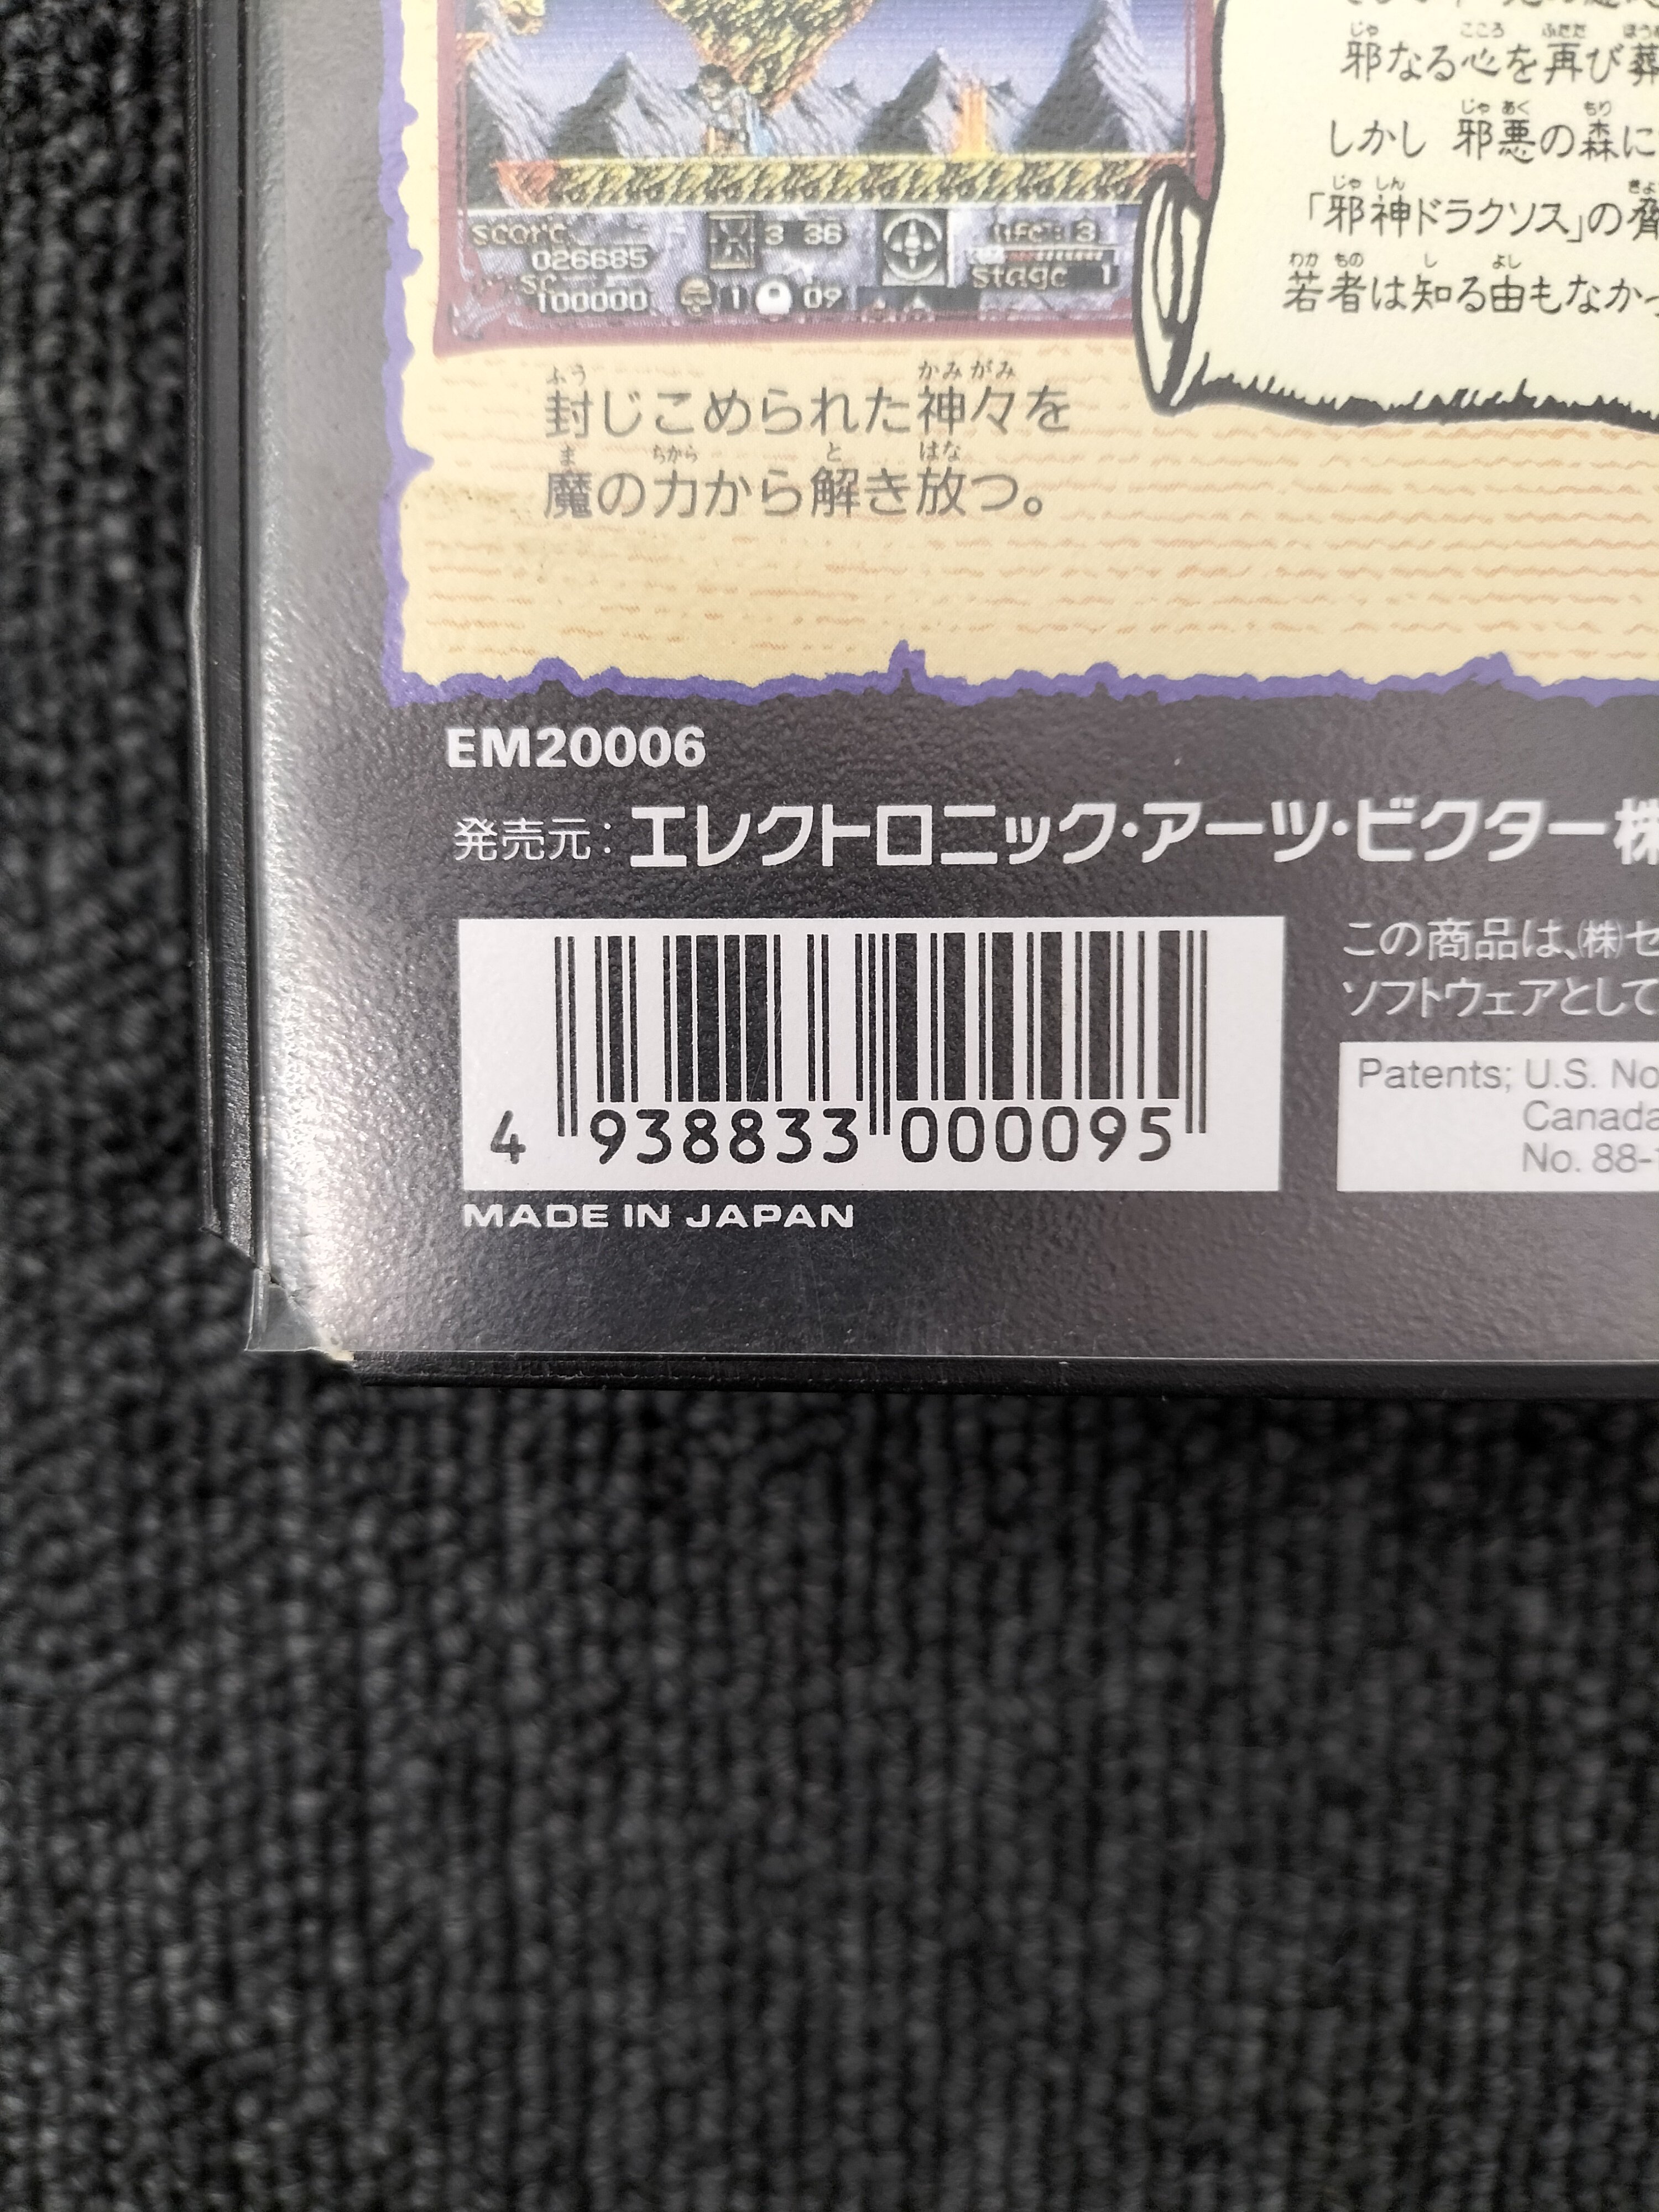 邪なる心を再び葬
しかし 邪悪の森に
「邪神ドラクソス」の脅
若者は知る由もなかっ
score
026685
100000
3 36
1
09
stage 1
封じこめられた神々を
魔の力から解き放つ。
EM20006
発売元：エレクトロニック・アーツ・ビクター株
4 938833 000095
MADE IN JAPAN
この商品は、㈱セ
ソフトウェアとして
Patents; U.S. No
Canada
No. 88-1